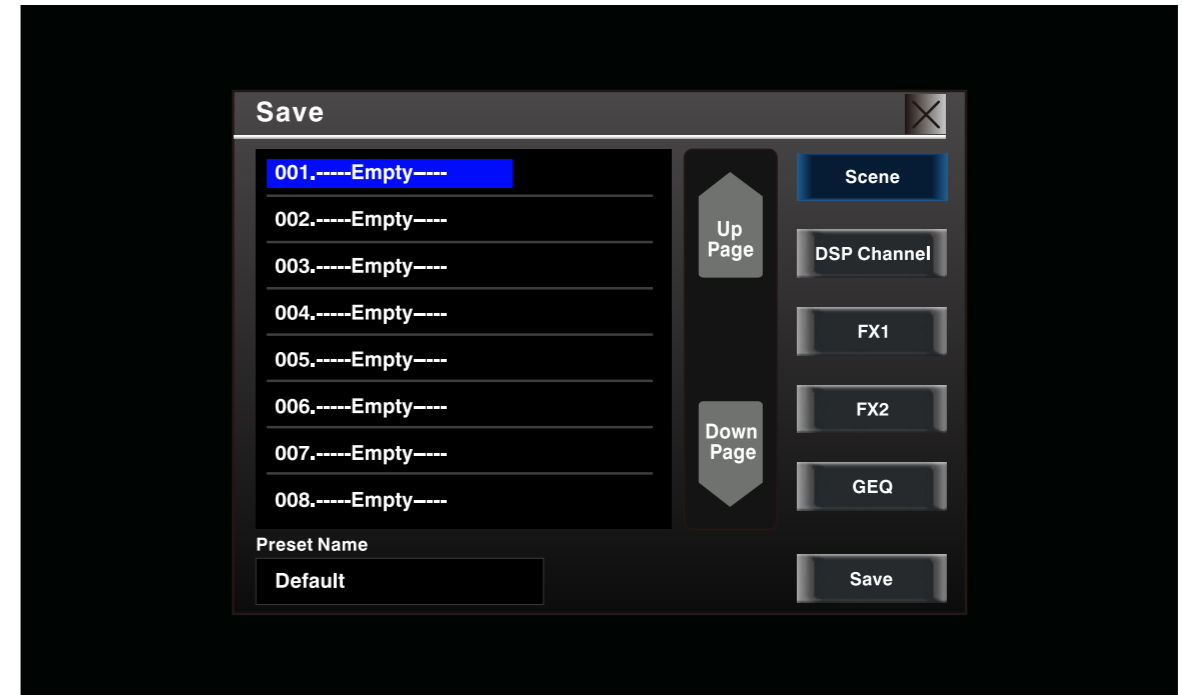 Save
001.-----Empty-----
002.-----Empty-----
003.-----Empty-----
004.-----Empty-----
005.-----Empty-----
006.-----Empty-----
007.-----Empty-----
008.-----Empty-----
Up
Page
Down
Page
Scene
DSP Channel
FX1
FX2
GEQ
Preset Name
Default
Save